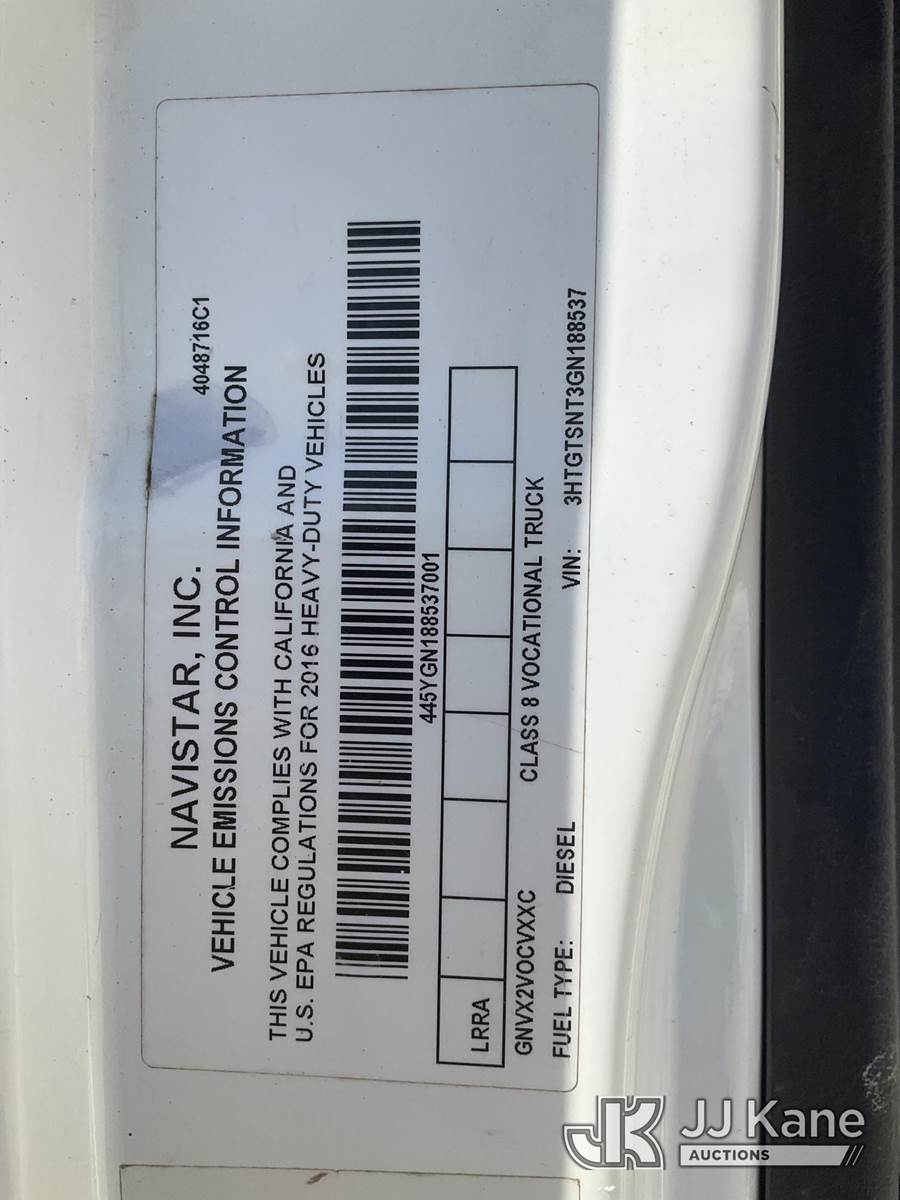 NAVISTAR, INC.
4048716C1
VEHICLE EMISSIONS CONTROL INFORMATION
THIS VEHICLE COMPLIES WITH CALIFORNIA AND
U.S. EPA REGULATIONS FOR 2016 HEAVY-DUTY VEHICLES
445YGN188537001
LRRA
GNVX2VOCVXXC CLASS 8 VOCATIONAL TRUCK
FUEL TYPE: DIESEL VIN: 3HTGTSNT3GN188537
JK JJ Kane
AUCTIONS